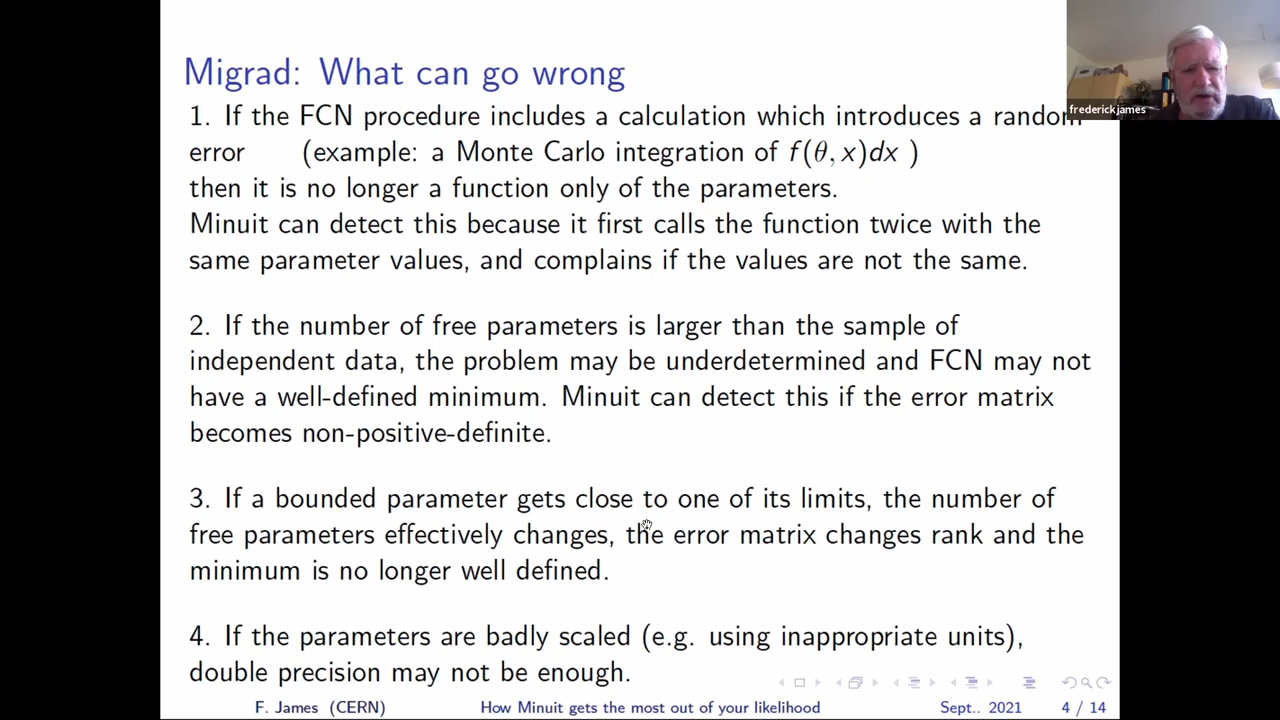 Migrad: What can go wrong
frederickjames
1. If the FCN procedure includes a calculation which introduces a random
error (example: a Monte Carlo integration of f(θ, x)dx )
then it is no longer a function only of the parameters.
Minuit can detect this because it first calls the function twice with the
same parameter values, and complains if the values are not the same.
2. If the number of free parameters is larger than the sample of
independent data, the problem may be underdetermined and FCN may not
have a well-defined minimum. Minuit can detect this if the error matrix
becomes non-positive-definite.
3. If a bounded parameter gets close to one of its limits, the number of
free parameters effectively changes, the error matrix changes rank and the
minimum is no longer well defined.
4. If the parameters are badly scaled (e.g. using inappropriate units),
double precision may not be enough.
F. James (CERN) How Minuit gets the most out of your likelihood Sept.. 2021 4 / 14